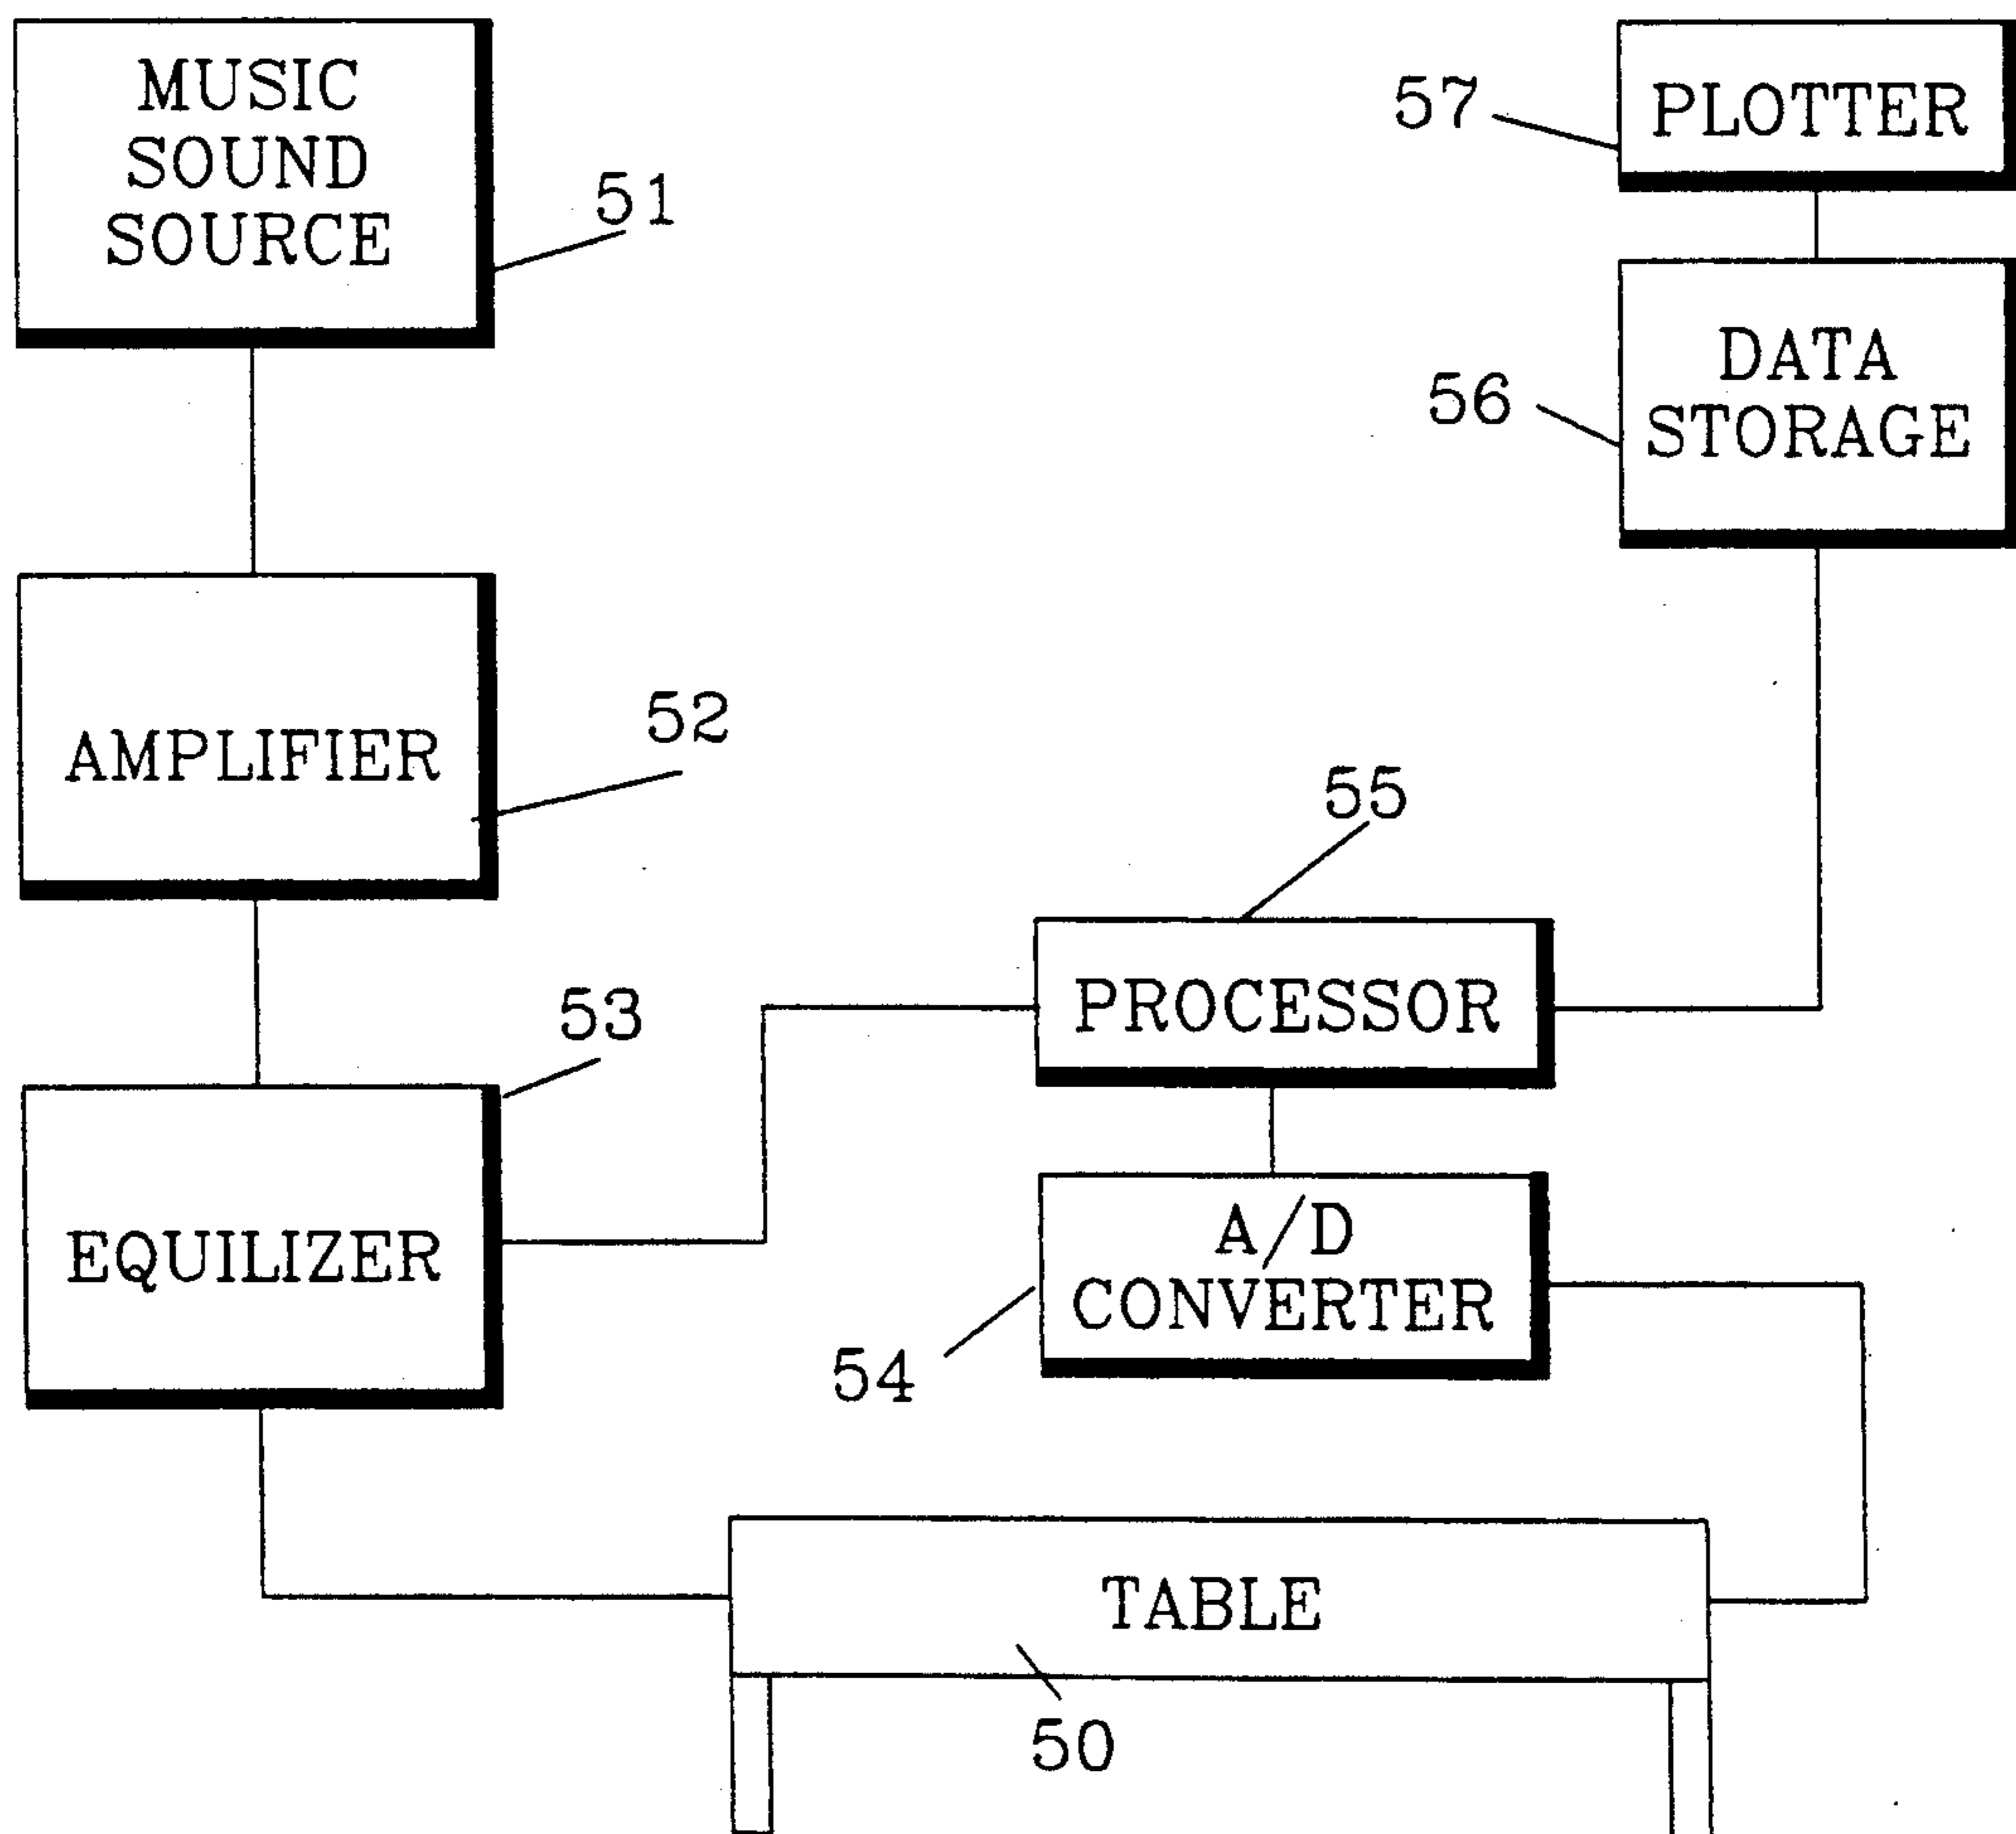 MUSIC
SOUND
SOURCE
51
57
PLOTTER
56
DATA
STORAGE
AMPLIFIER
52
55
PROCESSOR
53
EQUILIZER
A/D
CONVERTER
54
TABLE
50